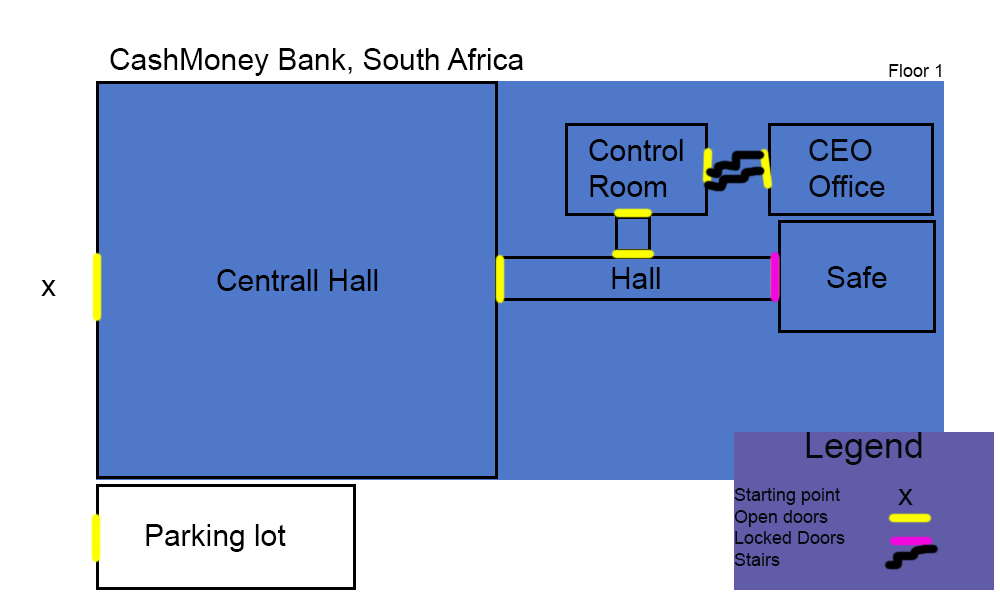 CashMoney Bank, South Africa
Floor 1
Control
Room
CEO
Office
x
Centrall Hall
Hall
Safe
Parking lot
Legend
Starting point x
Open doors
Locked Doors
Stairs